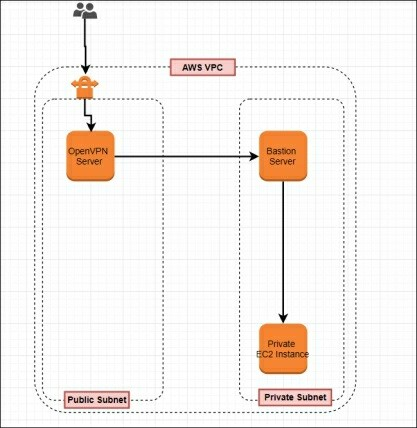 AWS VPC
OpenVPN
Server
Bastion
Server
Private
EC2 Instance
Public Subnet
Private Subnet